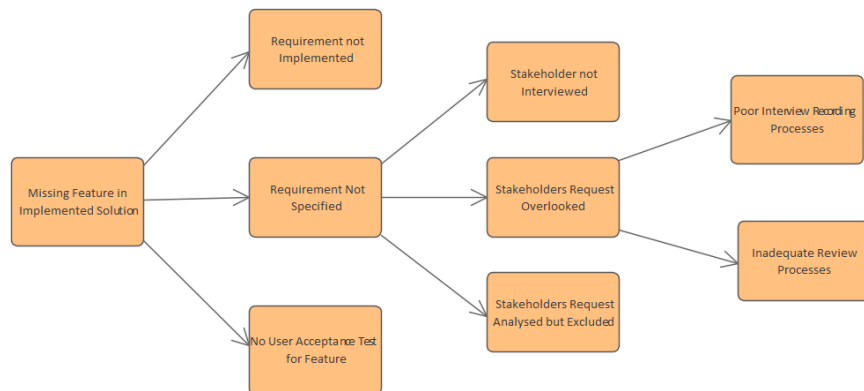 Requirement not
Implemented
Stakeholder not
Interviewed
Poor Interview Recording
Processes
Missing Feature in
Implemented Solution
Requirement Not
Specified
Stakeholders Request
Overlooked
Inadequate Review
Processes
Stakeholders Request
Analysed but Excluded
No User Acceptance Test
for Feature